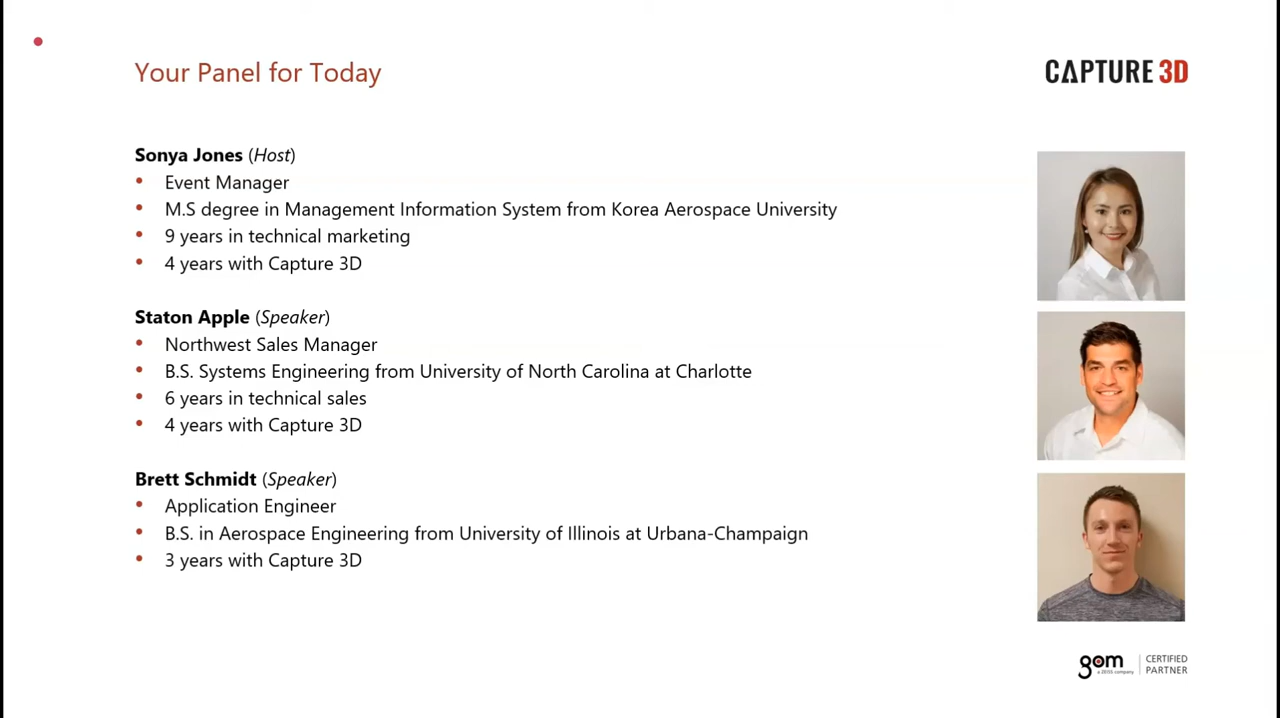 Your Panel for Today
CAPTURE 3D
Sonya Jones (Host)
• Event Manager
• M.S degree in Management Information System from Korea Aerospace University
• 9 years in technical marketing
• 4 years with Capture 3D
Staton Apple (Speaker)
• Northwest Sales Manager
• B.S. Systems Engineering from University of North Carolina at Charlotte
• 6 years in technical sales
• 4 years with Capture 3D
Brett Schmidt (Speaker)
• Application Engineer
• B.S. in Aerospace Engineering from University of Illinois at Urbana-Champaign
• 3 years with Capture 3D
gom
a ZEISS company
CERTIFIED
PARTNER